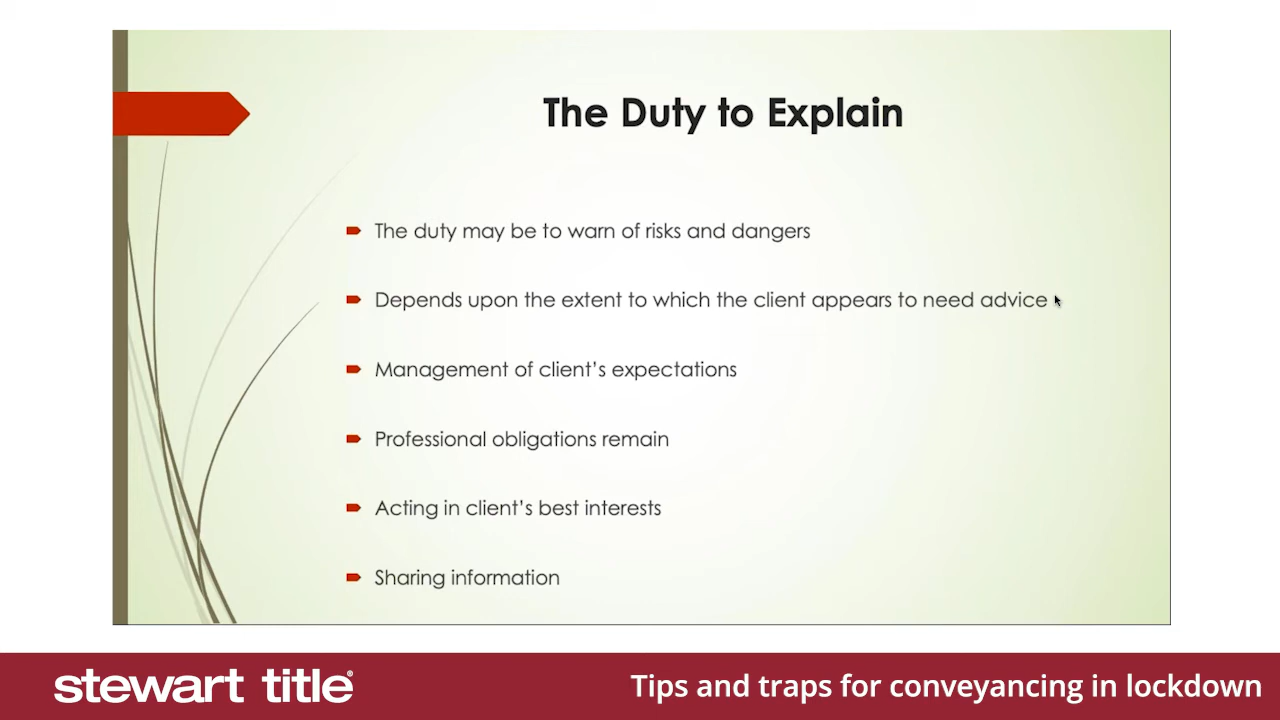 The Duty to Explain
The duty may be to warn of risks and dangers
Depends upon the extent to which the client appears to need advice
Management of client's expectations
Professional obligations remain
Acting in client's best interests
Sharing information
stewart title®
Tips and traps for conveyancing in lockdown